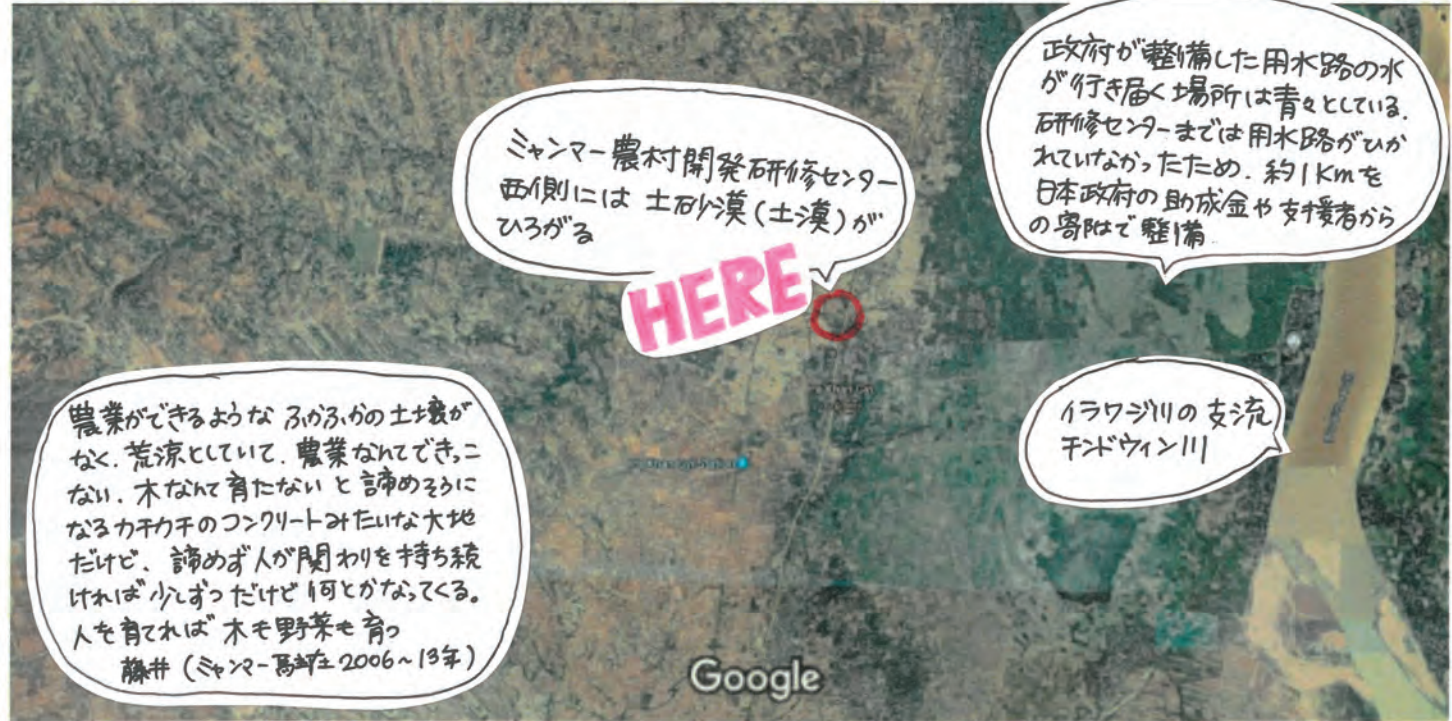 ミャンマー農村開発研修センター
西側には土砂漠(土漠)が
ひろがる
HERE
政府が整備した用水路の水
が行き届く場所は青々としている.
研修センターまでは用水路がひか
れていなかったため.約1Kmを
日本政府の助成金や支援者から
の寄附で整備
イラワジ川の支流
チンドウィン川
農業ができるようなふかふかの土壌が
なく.荒涼としていて.農業なんてできっこ
ない.木なんて育たないと諦めそうに
なるカチカチのコンクリートみたいな大地
だけど、諦めず人が関わりを持ち続
ければ少しずつだけど何とかなってくる。
人を育てれば木も野菜も育つ
藤井(ミャンマー駐在2006~13年)
Google